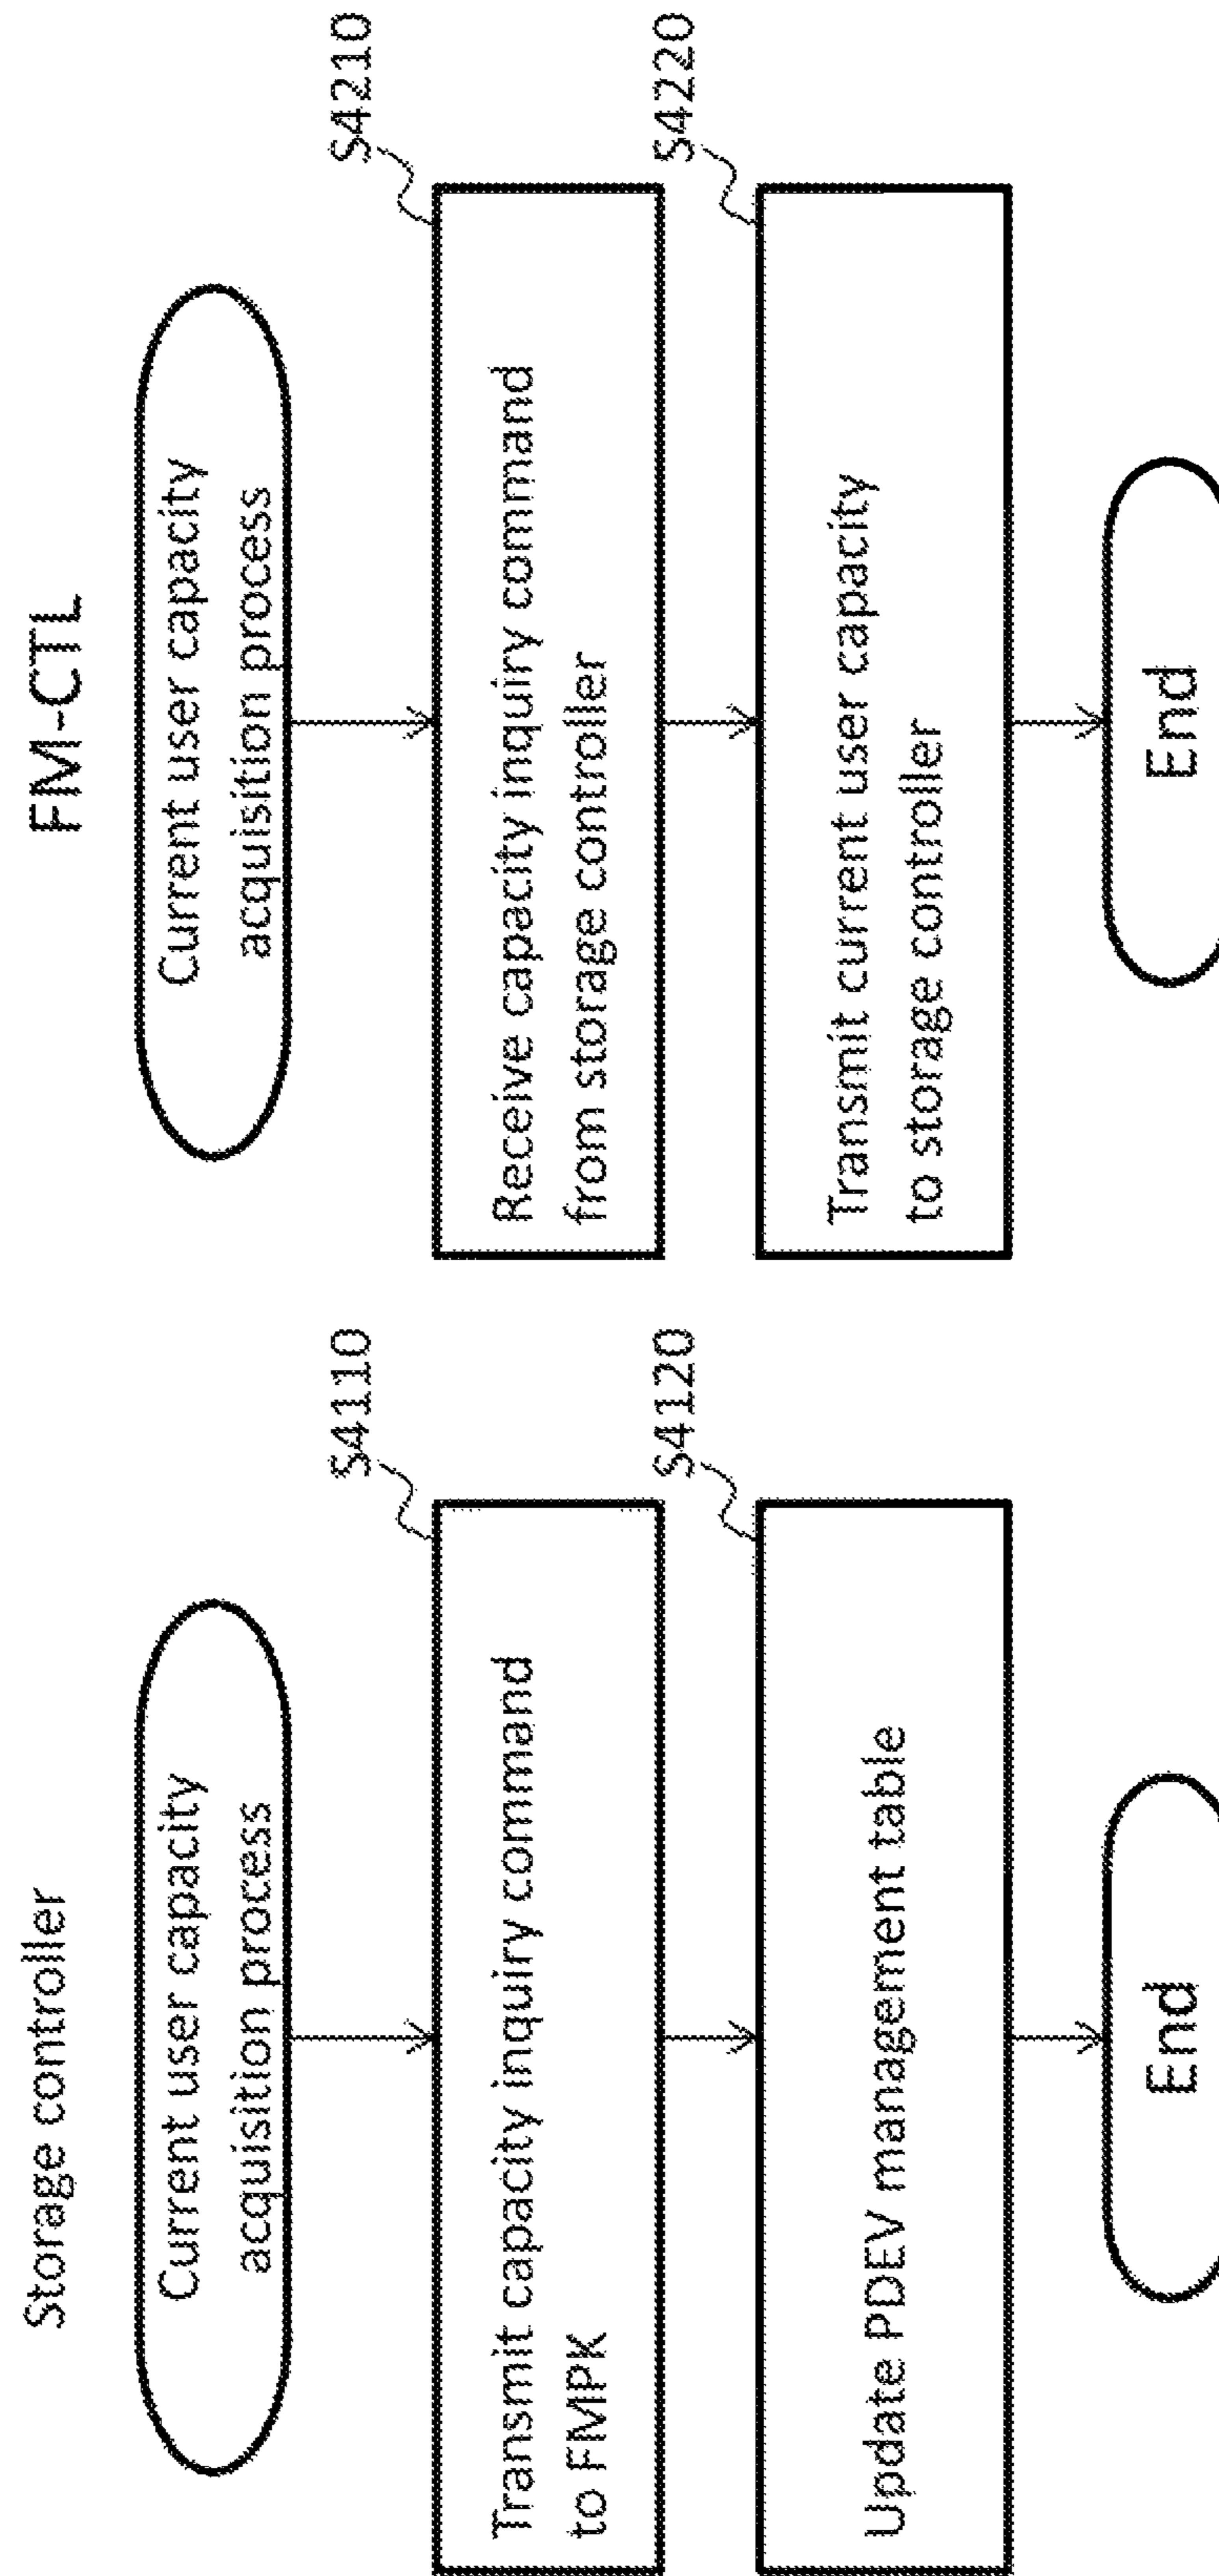 Storage controller
Current user capacity
acquisition process
S4110
Transmit capacity inquiry command
to FMPK
S4120
Update PDEV management table
End
FM-CTL
Current user capacity
acquisition process
S4210
Receive capacity inquiry command
from storage controller
S4220
Transmit current user capacity
to storage controller
End